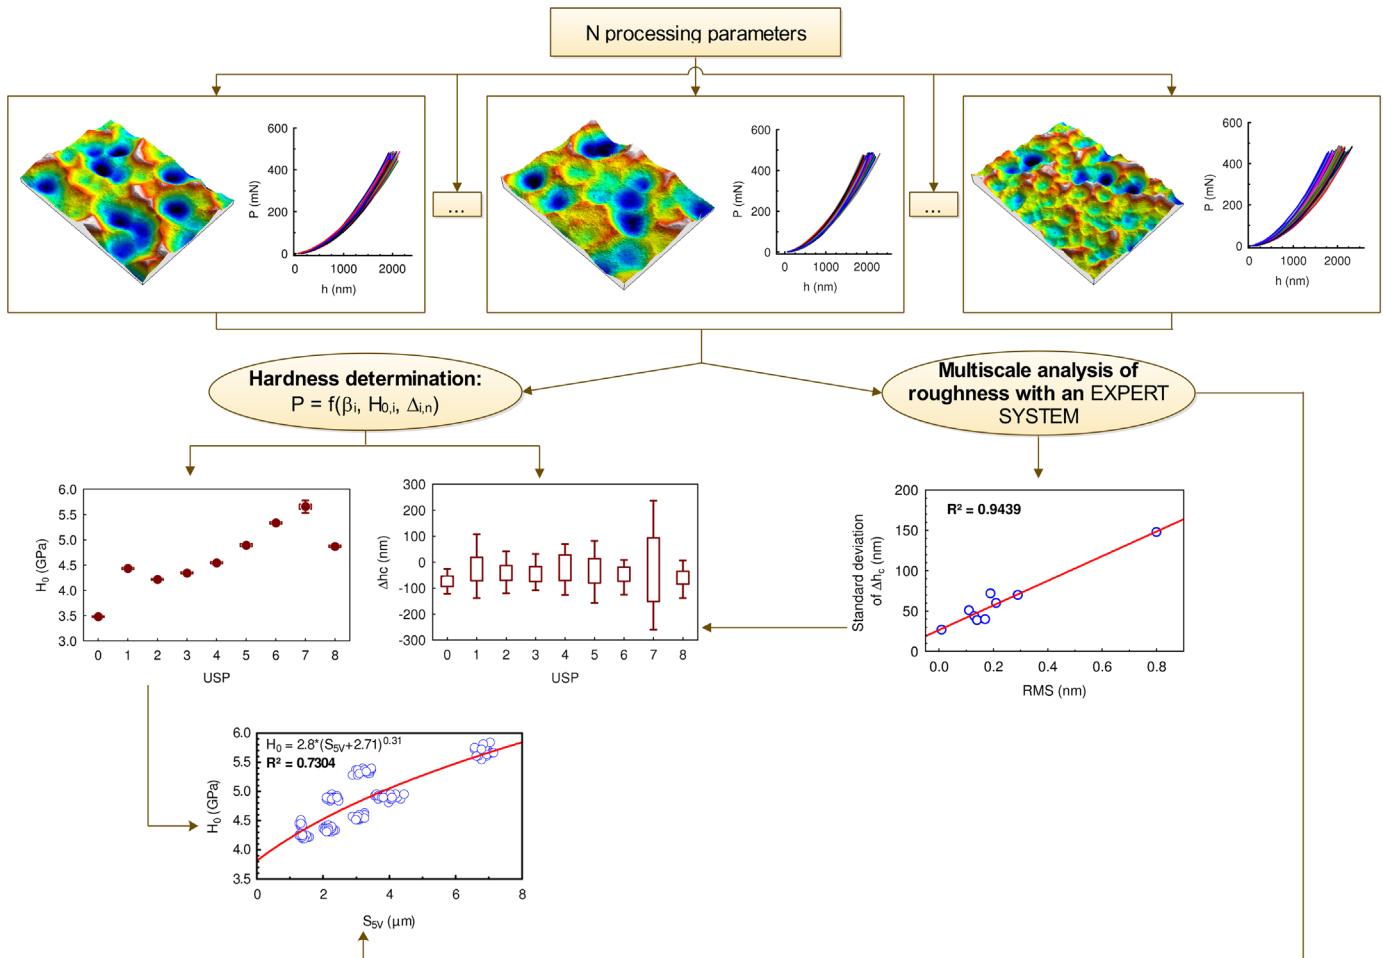 N processing parameters
600
400
200
0
P (mN)
0 1000 2000
h (nm)
...
600
400
200
0
P (mN)
0 1000 2000
h (nm)
...
600
400
200
0
P (mN)
0 1000 2000
h (nm)
Hardness determination:
P = f(βi, H0,i, Δi,n)
Multiscale analysis of
roughness with an EXPERT
SYSTEM
6.0
5.5
5.0
4.5
4.0
3.5
3.0
H0 (GPa)
0 1 2 3 4 5 6 7 8
USP
300
200
100
0
-100
-200
-300
Δhc (nm)
0 1 2 3 4 5 6 7 8
USP
200
150
100
50
0
Standard deviation
of Δhc (nm)
R² = 0.9439
0.0 0.2 0.4 0.6 0.8
RMS (nm)
6.0
5.5
5.0
4.5
4.0
3.5
H0 (GPa)
H0 = 2.8*(S5V+2.71)^0.31
R² = 0.7304
0 2 4 6 8
S5V (µm)